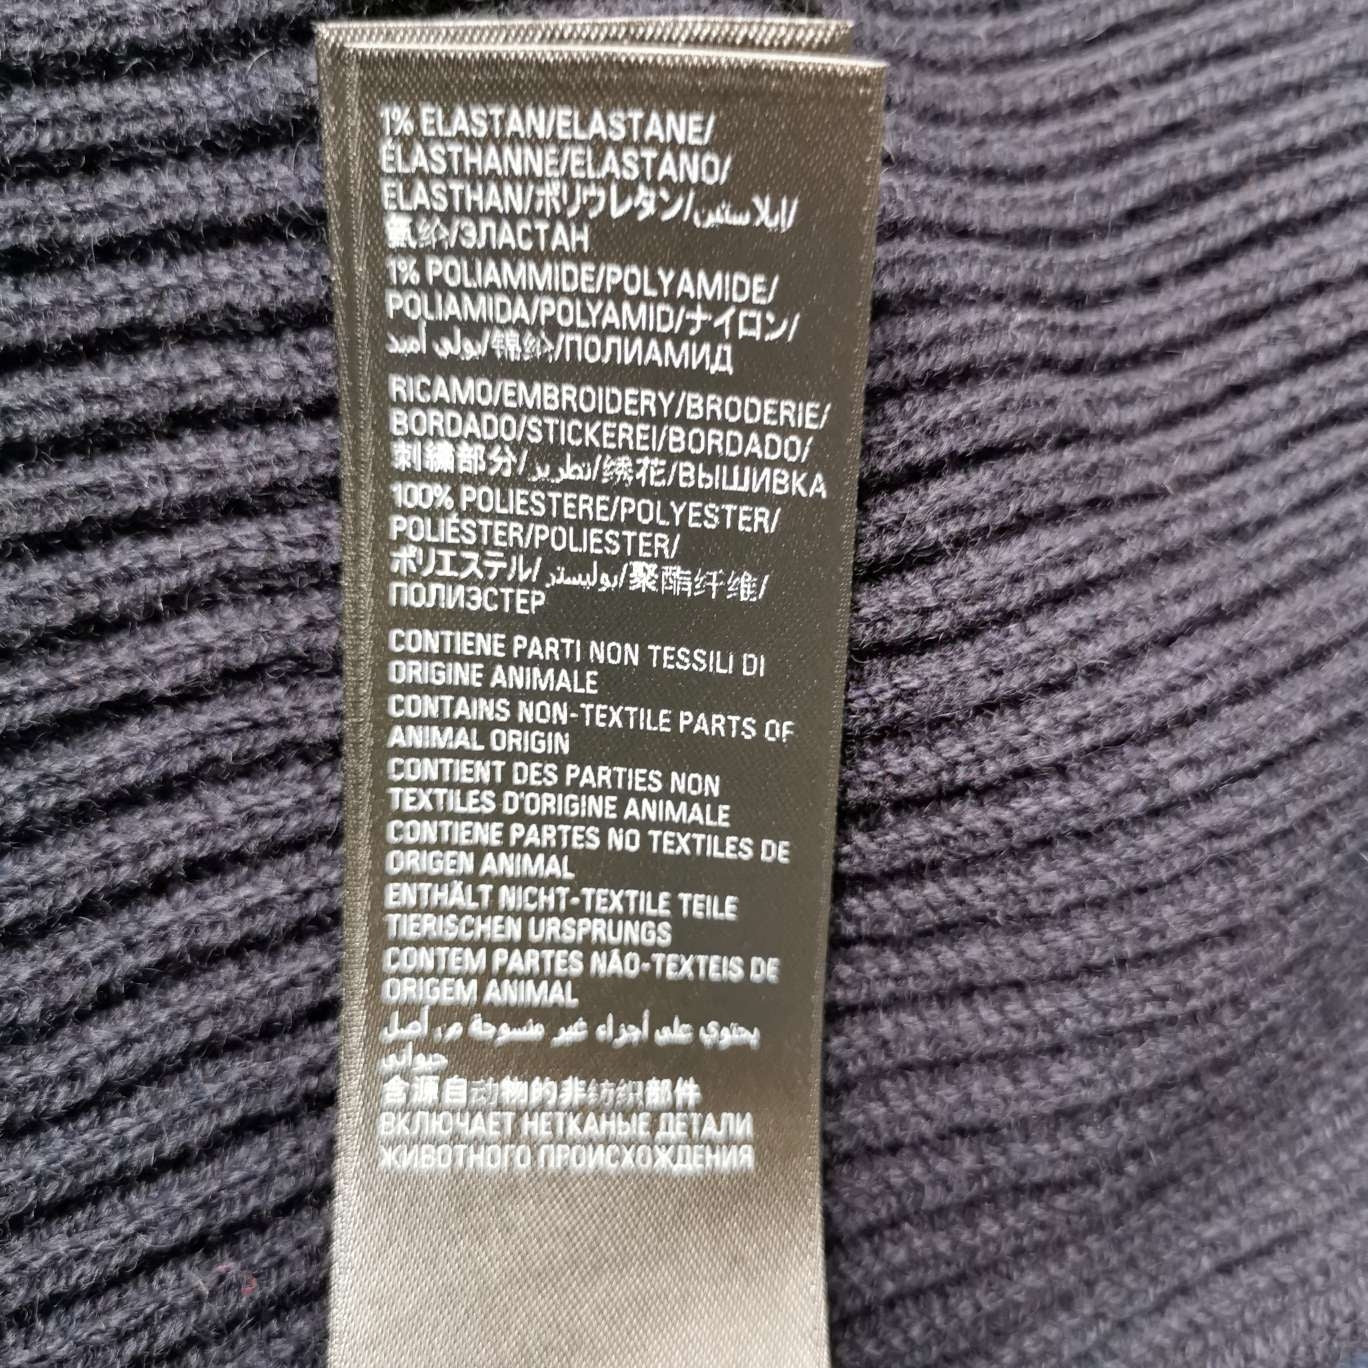 1% ELASTAN/ELASTANE/
ÉLASTHANNE/ELASTANO/
ELASTHAN/ポリウレタン/إيلاستين/
氨纶/ЭЛАСТАН
1% POLIAMMIDE/POLYAMIDE/
POLIAMIDA/POLYAMID/ナイロン/
بولي أميد/锦纶/ПОЛИАМИД
RICAMO/EMBROIDERY/BRODERIE/
BORDADO/STICKEREI/BORDADO/
刺繍部分/تطريز/绣花/ВЫШИВКА
100% POLIESTERE/POLYESTER/
POLIÉSTER/POLIESTER/
ポリエステル/بوليستر/聚酯纤维/
ПОЛИЭСТЕР
CONTIENE PARTI NON TESSILI DI
ORIGINE ANIMALE
CONTAINS NON-TEXTILE PARTS OF
ANIMAL ORIGIN
CONTIENT DES PARTIES NON
TEXTILES D'ORIGINE ANIMALE
CONTIENE PARTES NO TEXTILES DE
ORIGEN ANIMAL
ENTHÄLT NICHT-TEXTILE TEILE
TIERISCHEN URSPRUNGS
CONTEM PARTES NÃO-TEXTEIS DE
ORIGEM ANIMAL
يحتوي على أجزاء غير منسوجة من أصل
حيواني
含源自动物的非纺织部件
ВКЛЮЧАЕТ НЕТКАНЫЕ ДЕТАЛИ
ЖИВОТНОГО ПРОИСХОЖДЕНИЯ